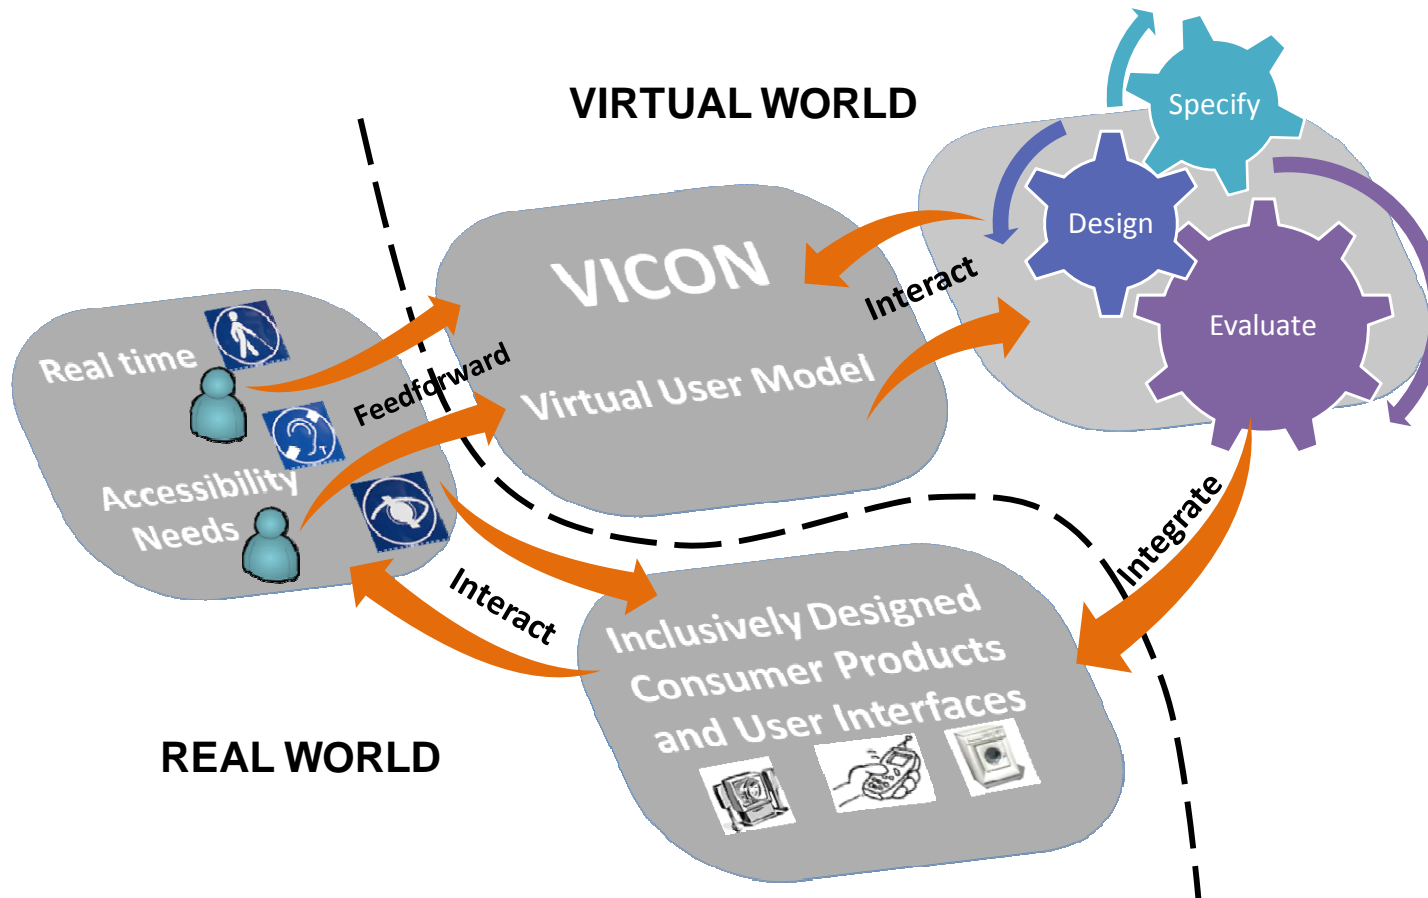 VIRTUAL WORLD
Specify
Design
Evaluate
VICON
Virtual User Model
Interact
Real time
Feedforward
Accessibility
Needs
Interact
Integrate
Inclusively Designed
Consumer Products
and User Interfaces
REAL WORLD